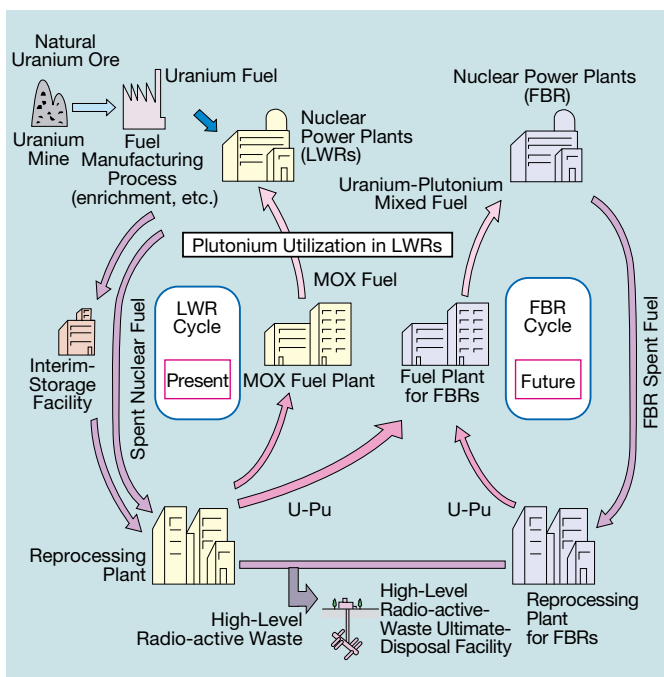 Natural
Uranium Ore
Uranium Fuel
Uranium
Mine
Fuel
Manufacturing
Process
(enrichment, etc.)
Nuclear
Power Plants
(LWRs)
Nuclear Power Plants
(FBR)
Uranium-Plutonium
Mixed Fuel
Plutonium Utilization in LWRs
MOX Fuel
LWR
Cycle
Present
FBR
Cycle
Future
Interim-
Storage
Facility
Spent Nuclear Fuel
MOX Fuel Plant
Fuel Plant
for FBRs
FBR Spent Fuel
U-Pu
U-Pu
Reprocessing
Plant
High-Level
Radio-active Waste
High-Level
Radio-active-
Waste Ultimate-
Disposal Facility
Reprocessing
Plant
for FBRs